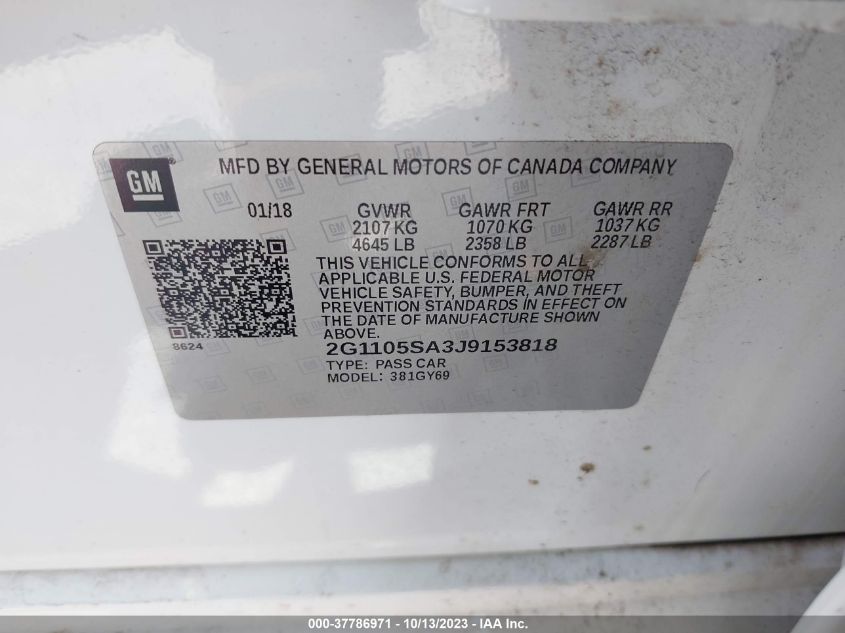 GM
MFD BY GENERAL MOTORS OF CANADA COMPANY
01/18 GVWR GAWR FRT GAWR RR
2107 KG 1070 KG 1037 KG
4645 LB 2358 LB 2287 LB
THIS VEHICLE CONFORMS TO ALL
APPLICABLE U.S. FEDERAL MOTOR
VEHICLE SAFETY, BUMPER, AND THEFT
PREVENTION STANDARDS IN EFFECT ON
THE DATE OF MANUFACTURE SHOWN
ABOVE.
8624
2G1105SA3J9153818
TYPE: PASS CAR
MODEL: 381GY69
000-37786971 | 10/13/2023 - IAA Inc.